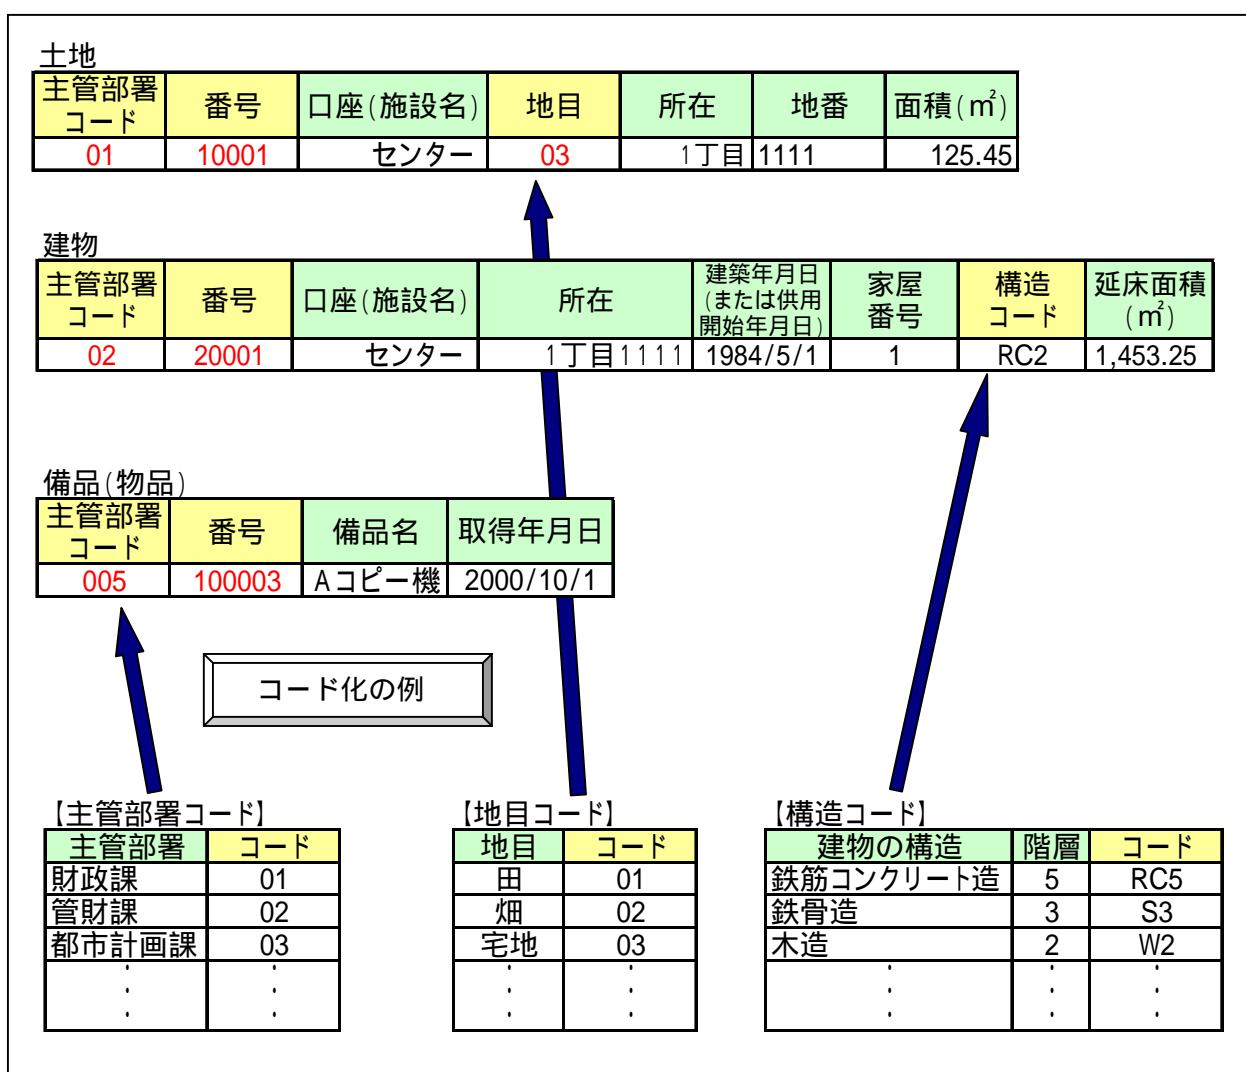 土地
主管部署コード 番号 口座(施設名) 地目 所在 地番 面積(㎡)
01 10001 センター 03 1丁目 1111 125.45
建物
主管部署コード 番号 口座(施設名) 所在 建築年月日(または供用開始年月日) 家屋番号 構造コード 延床面積(㎡)
02 20001 センター 1丁目1111 1984/5/1 1 RC2 1,453.25
備品(物品)
主管部署コード 番号 備品名 取得年月日
005 100003 Aコピー機 2000/10/1
コード化の例
【主管部署コード】
主管部署 コード
財政課 01
管財課 02
都市計画課 03
: :
【地目コード】
地目 コード
田 01
畑 02
宅地 03
: :
【構造コード】
建物の構造 階層 コード
鉄筋コンクリート造 5 RC5
鉄骨造 3 S3
木造 2 W2
: : :